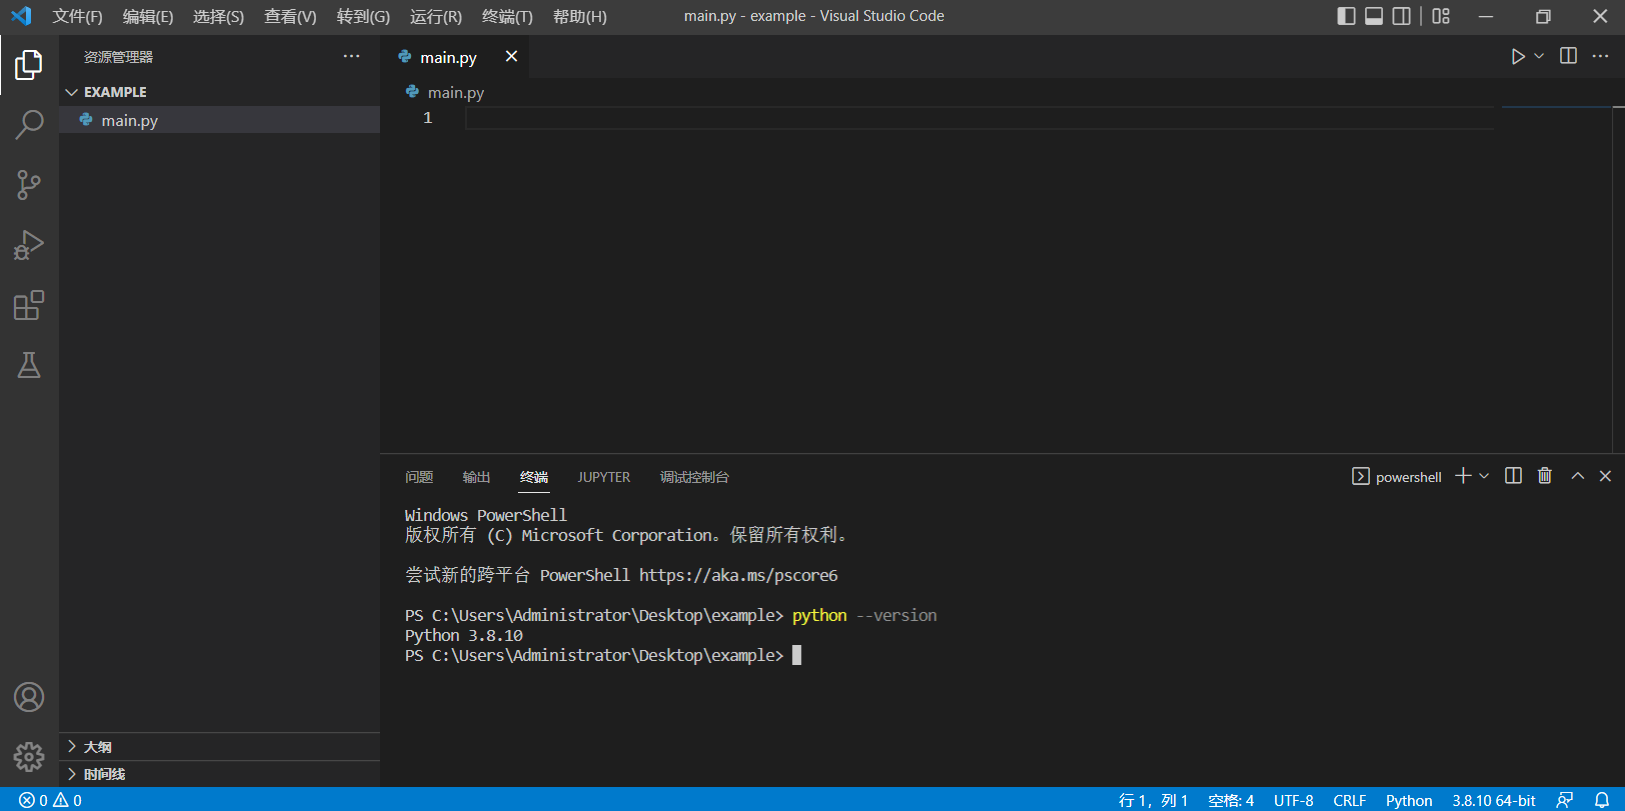 文件(F) 编辑(E) 选择(S) 查看(V) 转到(G) 运行(R) 终端(T) 帮助(H) main.py - example - Visual Studio Code
资源管理器
EXAMPLE
main.py
大纲
时间线
main.py
main.py
1
问题 输出 终端 JUPYTER 调试控制台 powershell
Windows PowerShell
版权所有 (C) Microsoft Corporation。保留所有权利。
尝试新的跨平台 PowerShell https://aka.ms/pscore6
PS C:\Users\Administrator\Desktop\example> python --version
Python 3.8.10
PS C:\Users\Administrator\Desktop\example>
0 0 行 1，列 1 空格: 4 UTF-8 CRLF Python 3.8.10 64-bit